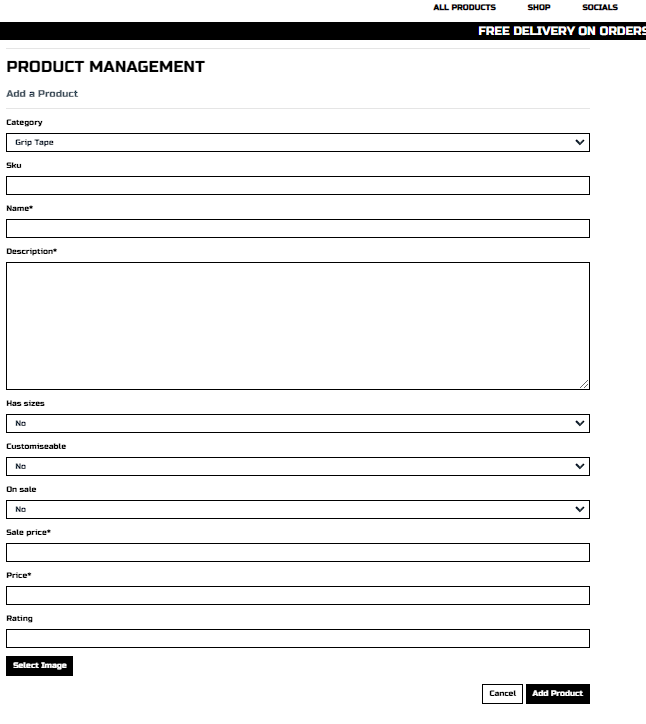 ALL PRODUCTS SHOP SOCIALS
FREE DELIVERY ON ORDERS
PRODUCT MANAGEMENT
Add a Product
Category
Grip Tape
Sku
Name*
Description*
Has sizes
No
Customiseable
No
On sale
No
Sale price*
Price*
Rating
Select Image
Cancel Add Product